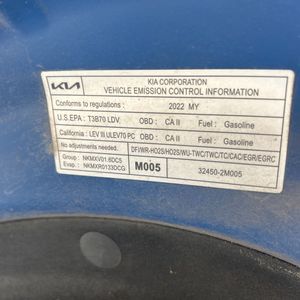 KIA KIA CORPORATION
VEHICLE EMISSION CONTROL INFORMATION
Conforms to regulations : 2022 MY
U.S.EPA : T3B70 LDV OBD : CA II Fuel : Gasoline
California : LEV III ULEV70 PC OBD : CA II Fuel : Gasoline
No adjustments needed. DFI/WR-HO2S/HO2S/WU-TWC/TWC/TC/CAC/EGR/EGRC
Group : NKMXV01.6DC5 M005 32450-2M005
Evap. : NKMXR0133DCG